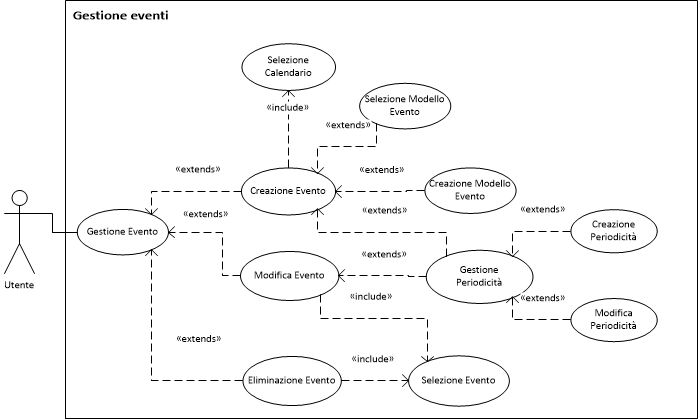 Gestione eventi
Selezione
Calendario
«include»
Selezione Modello
Evento
«extends»
«extends»
Creazione Evento
«extends»
Creazione Modello
Evento
«extends»
«extends»
«extends»
Creazione
Periodicità
Gestione Evento
Utente
Modifica Evento
«extends»
Gestione
Periodicità
«include»
«extends»
Modifica
Periodicità
«extends»
Eliminazione Evento
«include»
Selezione Evento